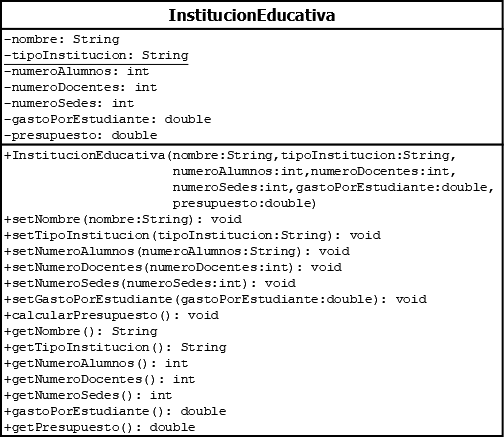 InstitucionEducativa
-nombre: String
-tipoInstitucion: String
-numeroAlumnos: int
-numeroDocentes: int
-numeroSedes: int
-gastoPorEstudiante: double
-presupuesto: double
+InstitucionEducativa(nombre:String,tipoInstitucion:String,
numeroAlumnos:int,numeroDocentes:int,
numeroSedes:int,gastoPorEstudiante:double,
presupuesto:double)
+setNombre(nombre:String): void
+setTipoInstitucion(tipoInstitucion:String): void
+setNumeroAlumnos(numeroAlumnos:String): void
+setNumeroDocentes(numeroDocentes:int): void
+setNumeroSedes(numeroSedes:int): void
+setGastoPorEstudiante(gastoPorEstudiante:double): void
+calcularPresupuesto(): void
+getNombre(): String
+getTipoInstitucion(): String
+getNumeroAlumnos(): int
+getNumeroDocentes(): int
+getNumeroSedes(): int
+gastoPorEstudiante(): double
+getPresupuesto(): double